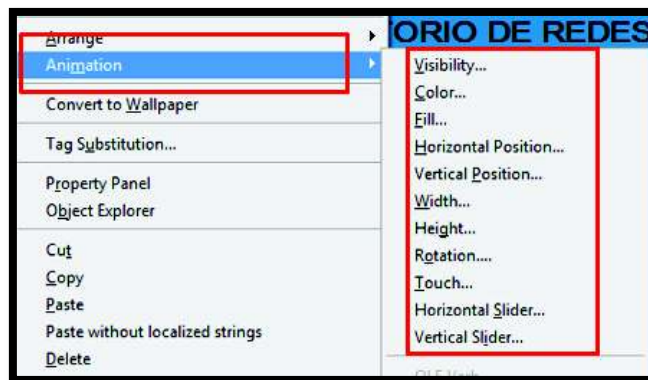 Arrange
Animation
Convert to Wallpaper
Tag Substitution...
Property Panel
Object Explorer
Cut
Copy
Paste
Paste without localized strings
Delete
ORIO DE REDES
Visibility...
Color...
Fill...
Horizontal Position...
Vertical Position...
Width...
Height...
Rotation....
Touch...
Horizontal Slider...
Vertical Slider...